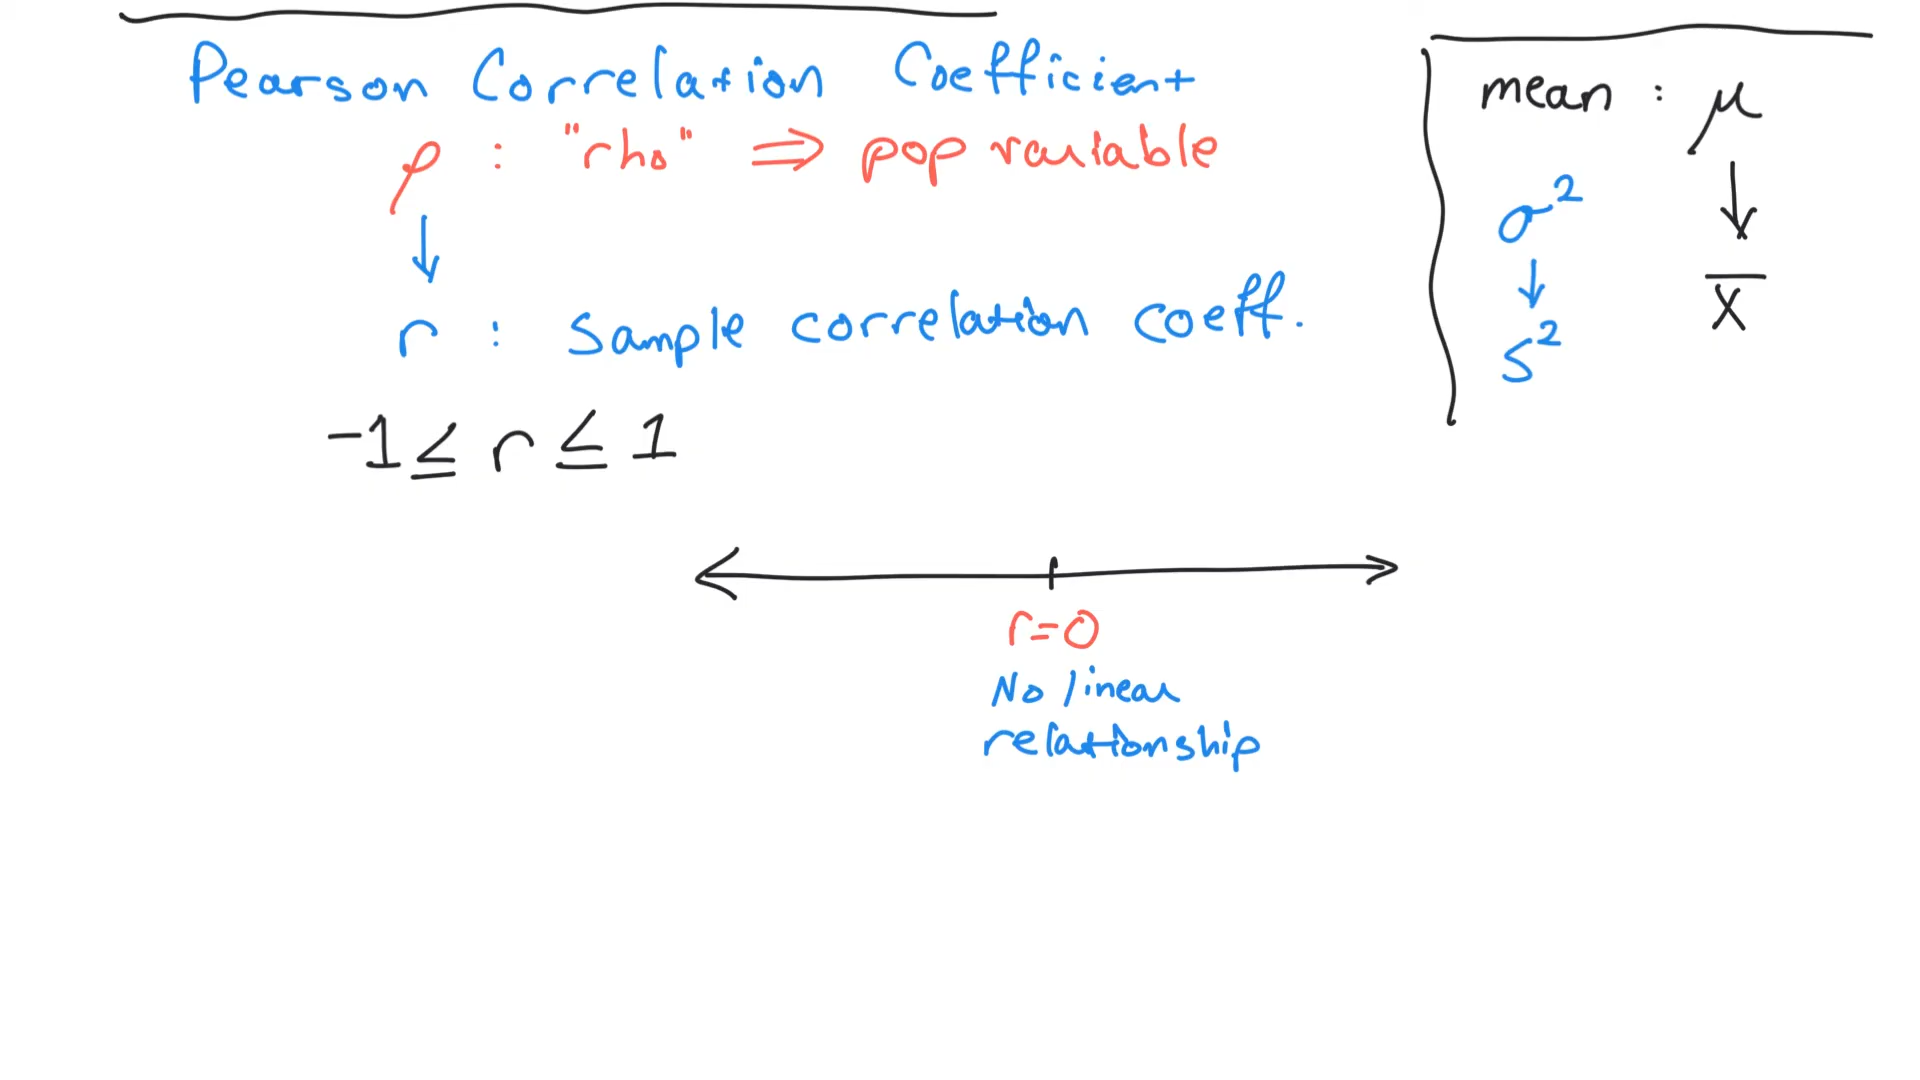 Pearson Correlation Coefficient
ρ : "rho" ⇒ pop variable
↓
r : Sample correlation coeff.
-1 ≤ r ≤ 1
r=0
No linear
relationship
mean : μ
↓
x̄
σ²
↓
s²